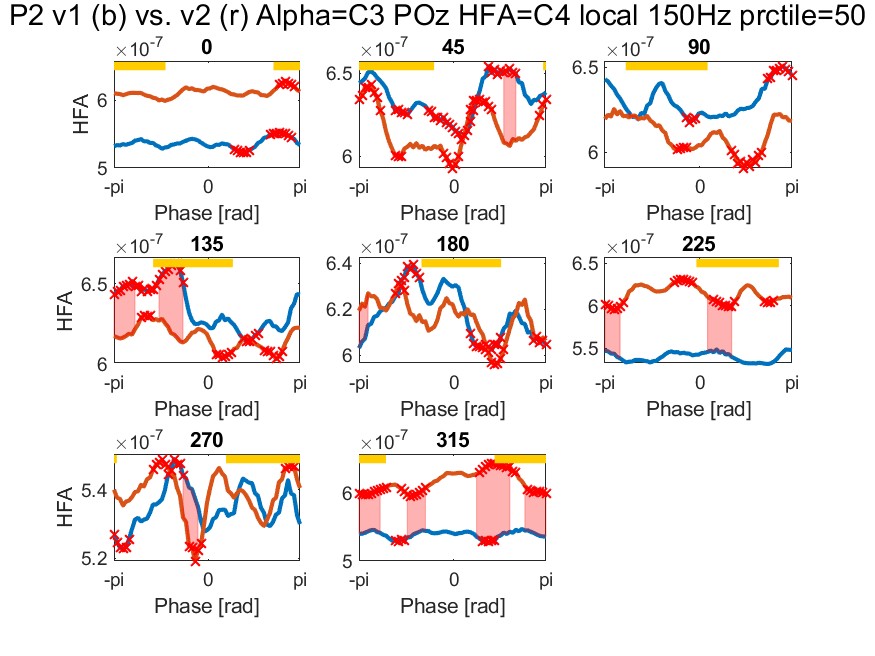 P2 v1 (b) vs. v2 (r) Alpha=C3 POz HFA=C4 local 150Hz prctile=50
×10⁻⁷ 0
6
5
HFA
-pi 0 pi
Phase [rad]
×10⁻⁷ 45
6.5
6
-pi 0 pi
Phase [rad]
×10⁻⁷ 90
6.5
6
-pi 0 pi
Phase [rad]
×10⁻⁷ 135
6.5
6
HFA
-pi 0 pi
Phase [rad]
×10⁻⁷ 180
6.4
6.2
6
-pi 0 pi
Phase [rad]
×10⁻⁷ 225
6.5
6
5.5
-pi 0 pi
Phase [rad]
×10⁻⁷ 270
5.4
5.2
HFA
-pi 0 pi
Phase [rad]
×10⁻⁷ 315
6
5
-pi 0 pi
Phase [rad]